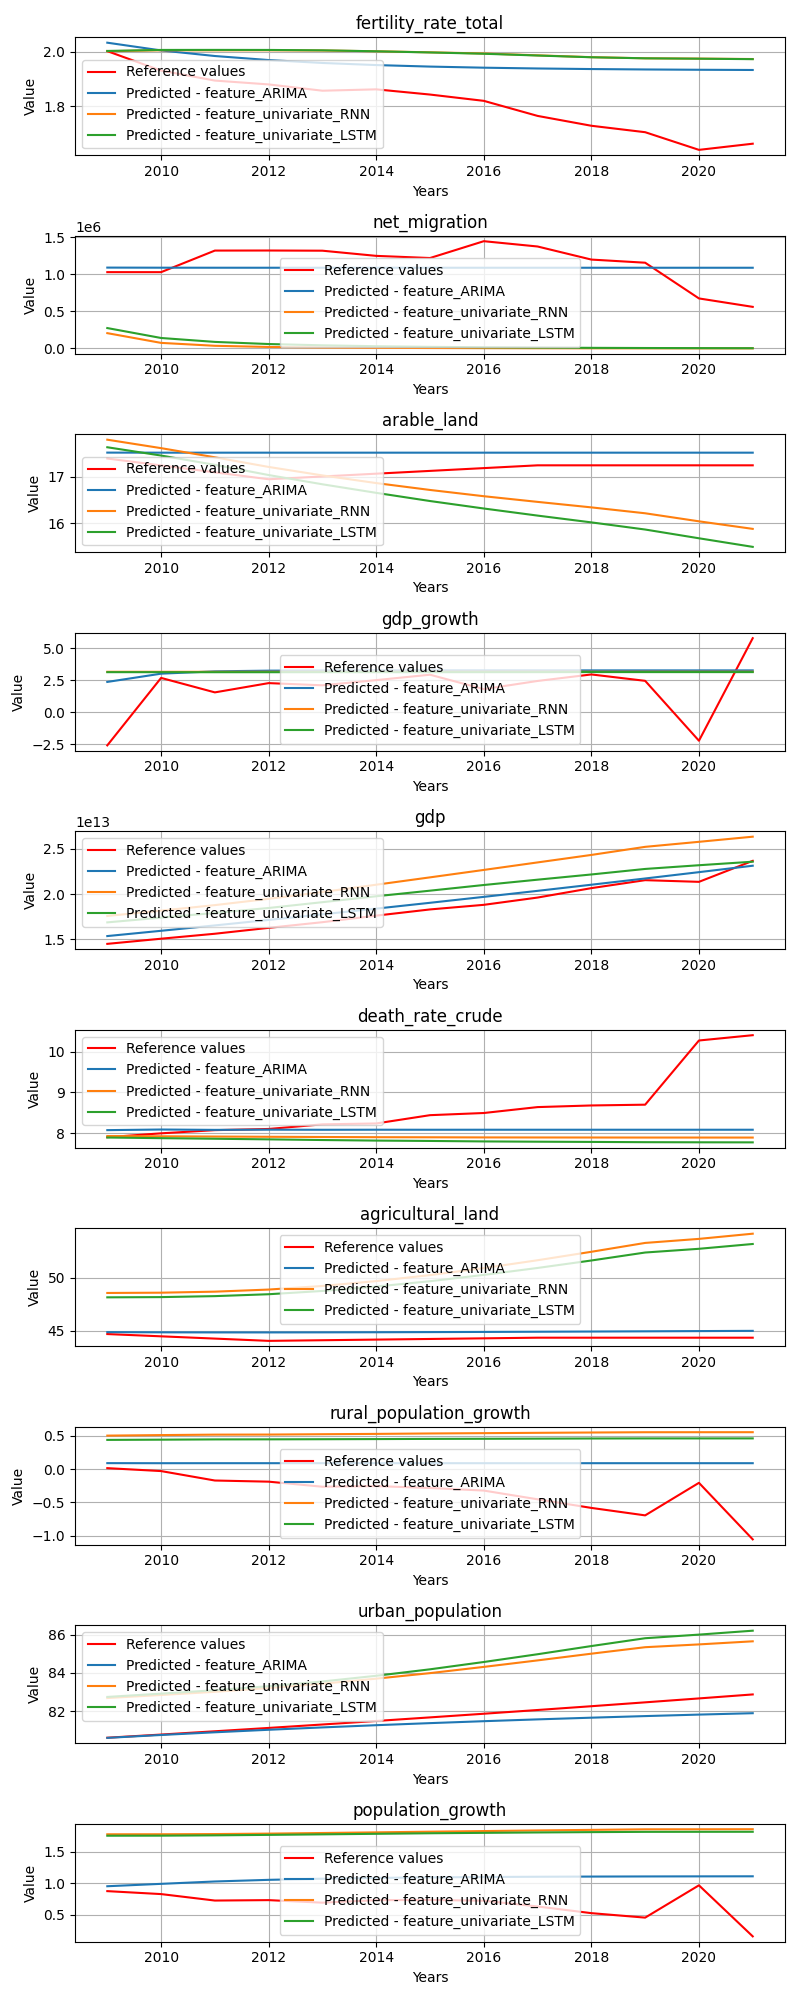 fertility_rate_total
2.0
1.8
Value
Reference values
Predicted - feature_ARIMA
Predicted - feature_univariate_RNN
Predicted - feature_univariate_LSTM
2010 2012 2014 2016 2018 2020
Years
net_migration
1e6
1.5
1.0
0.5
0.0
Value
Reference values
Predicted - feature_ARIMA
Predicted - feature_univariate_RNN
Predicted - feature_univariate_LSTM
2010 2012 2014 2016 2018 2020
Years
arable_land
17
16
Value
Reference values
Predicted - feature_ARIMA
Predicted - feature_univariate_RNN
Predicted - feature_univariate_LSTM
2010 2012 2014 2016 2018 2020
Years
gdp_growth
5.0
2.5
0.0
−2.5
Value
Reference values
Predicted - feature_ARIMA
Predicted - feature_univariate_RNN
Predicted - feature_univariate_LSTM
2010 2012 2014 2016 2018 2020
Years
gdp
1e13
2.5
2.0
1.5
Value
Reference values
Predicted - feature_ARIMA
Predicted - feature_univariate_RNN
Predicted - feature_univariate_LSTM
2010 2012 2014 2016 2018 2020
Years
death_rate_crude
10
9
8
Value
Reference values
Predicted - feature_ARIMA
Predicted - feature_univariate_RNN
Predicted - feature_univariate_LSTM
2010 2012 2014 2016 2018 2020
Years
agricultural_land
50
45
Value
Reference values
Predicted - feature_ARIMA
Predicted - feature_univariate_RNN
Predicted - feature_univariate_LSTM
2010 2012 2014 2016 2018 2020
Years
rural_population_growth
0.5
0.0
−0.5
−1.0
Value
Reference values
Predicted - feature_ARIMA
Predicted - feature_univariate_RNN
Predicted - feature_univariate_LSTM
2010 2012 2014 2016 2018 2020
Years
urban_population
86
84
82
Value
Reference values
Predicted - feature_ARIMA
Predicted - feature_univariate_RNN
Predicted - feature_univariate_LSTM
2010 2012 2014 2016 2018 2020
Years
population_growth
1.5
1.0
0.5
Value
Reference values
Predicted - feature_ARIMA
Predicted - feature_univariate_RNN
Predicted - feature_univariate_LSTM
2010 2012 2014 2016 2018 2020
Years